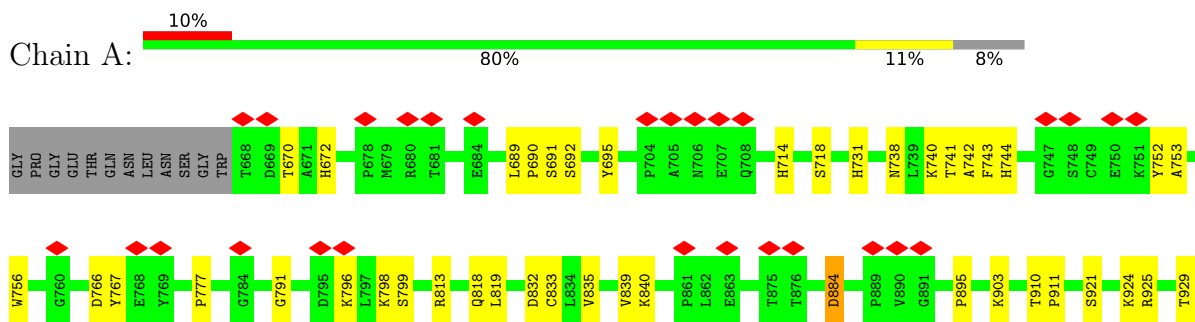 10%
Chain A:
80% 11% 8%
GLY PRO GLY GLU THR GLN ASN LEU ASN SER GLY TRP T668 D669 T670 A671 H672 P678 M679 R680 T681 E684 L689 P690 S691 S692 Y695 P704 A705 N706 E707 Q708 H714 S718 H731 N738 L739 K740 T741 A742 F743 H744 G747 S748 C749 E750 K751 Y752 A753
W756 G760 D766 Y767 E768 Y769 P777 G784 G791 D795 K796 L797 K798 S799 R813 Q818 L819 D832 C833 L834 V835 V839 K840 P861 L862 E863 T875 T876 D884 P889 V890 G891 P895 K903 T910 P911 S921 K924 R925 T929